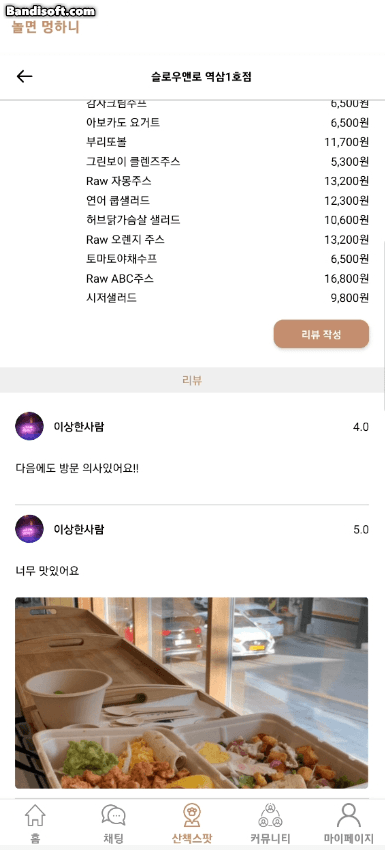 Bandisoft.com
놀면 멍하니
슬로우앤로 역삼1호점
감자크림수프 6,500원
아보카도 요거트 6,500원
부리또볼 11,700원
그린보이 클렌즈주스 5,300원
Raw 자몽주스 13,200원
연어 콥샐러드 12,300원
허브닭가슴살 샐러드 10,600원
Raw 오렌지 주스 13,200원
토마토야채수프 6,500원
Raw ABC주스 16,800원
시저샐러드 9,800원
리뷰 작성
리뷰
이상한사람 4.0
다음에도 방문 의사있어요!!
이상한사람 5.0
너무 맛있어요
홈 채팅 산책스팟 커뮤니티 마이페이지